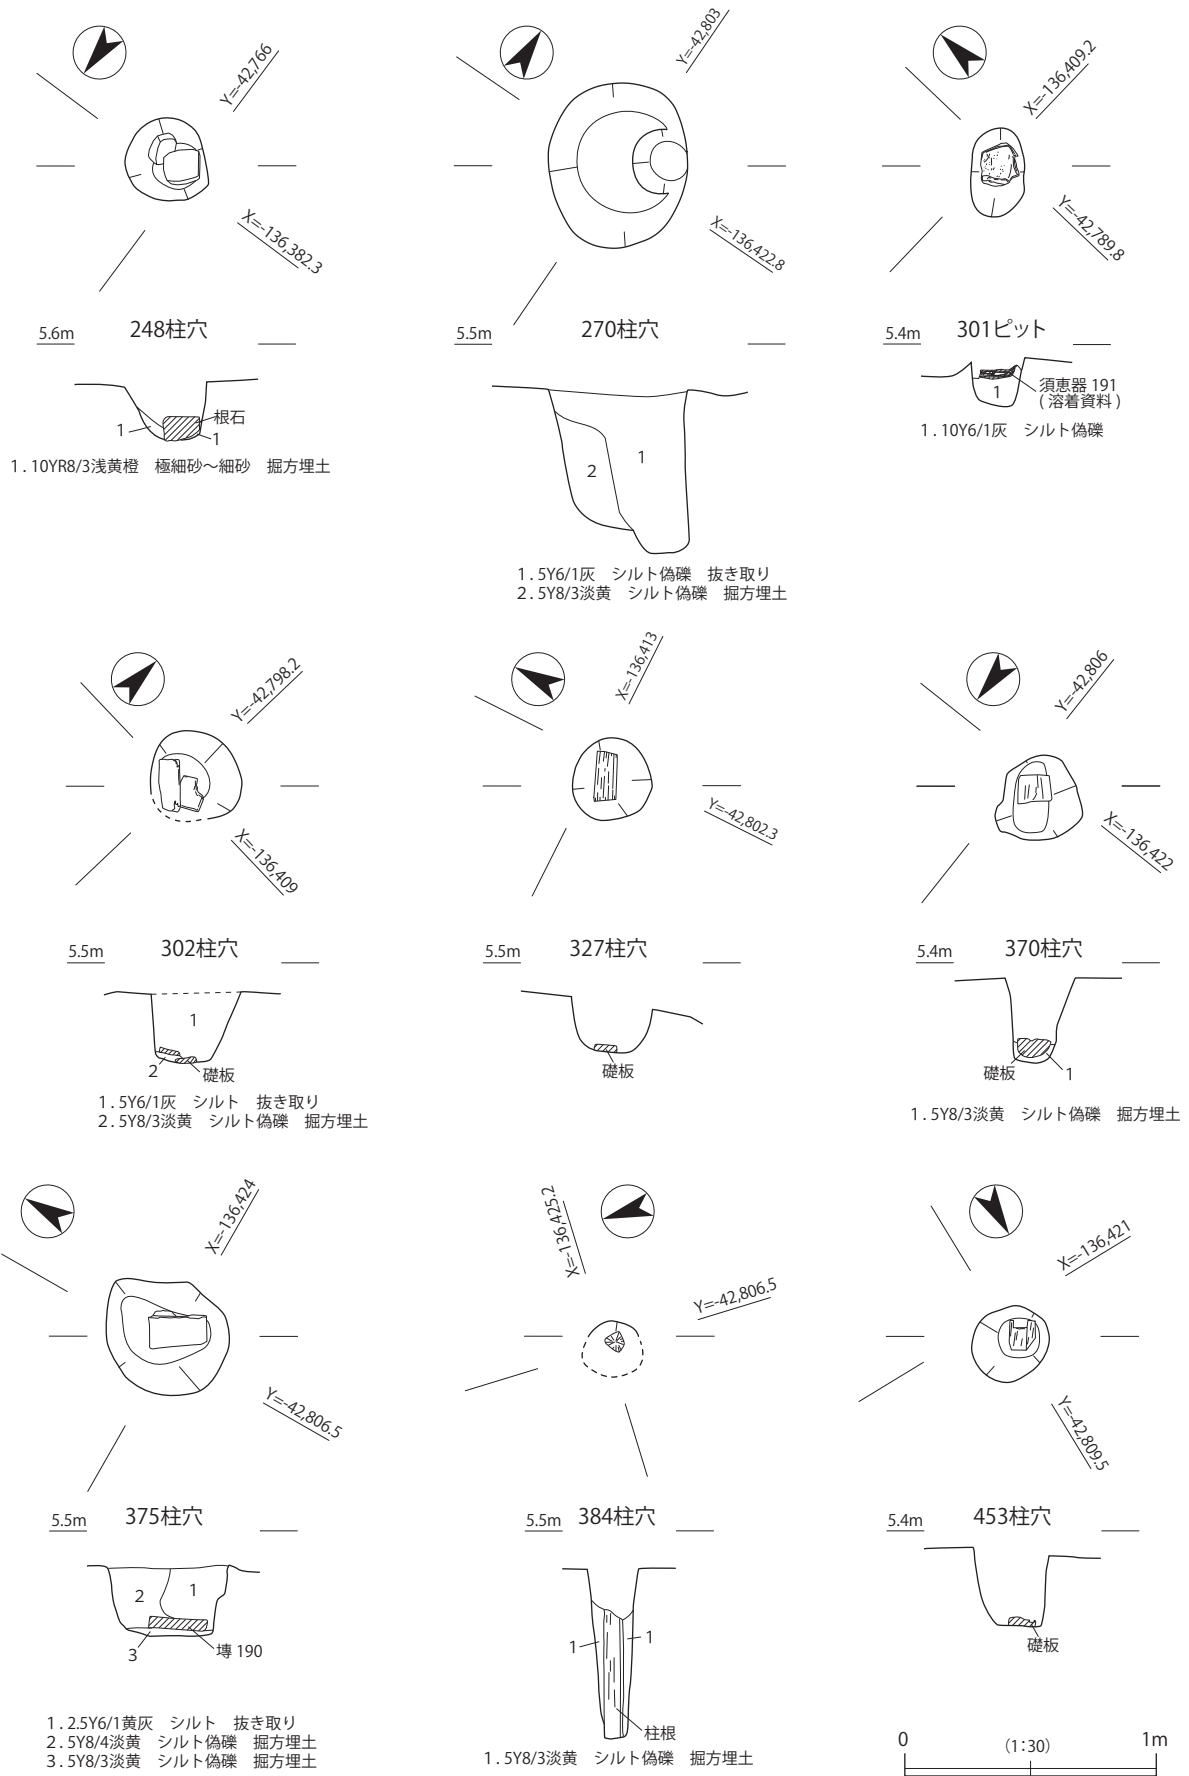 Y=-42,766
X=-136,382.3
5.6m
248柱穴
根石
1
1
1．10YR8/3浅黄橙　極細砂～細砂　掘方埋土
Y=-42,803
X=-136,422.8
5.5m
270柱穴
1
2
1．5Y6/1灰　シルト偽礫　抜き取り
2．5Y8/3淡黄　シルト偽礫　掘方埋土
X=-136,409.2
Y=-42,789.8
5.4m
301ピット
須恵器 191
( 溶着資料 )
1
1．10Y6/1灰　シルト偽礫
Y=-42,798.2
X=-136,409
5.5m
302柱穴
1
2
礎板
1．5Y6/1灰　シルト　抜き取り
2．5Y8/3淡黄　シルト偽礫　掘方埋土
X=-136,413
Y=-42,802.3
5.5m
327柱穴
礎板
Y=-42,806
X=-136,422
5.4m
370柱穴
礎板
1
1．5Y8/3淡黄　シルト偽礫　掘方埋土
X=-136,424
Y=-42,806.5
5.5m
375柱穴
2
1
3
塼 190
1．2.5Y6/1黄灰　シルト　抜き取り
2．5Y8/4淡黄　シルト偽礫　掘方埋土
3．5Y8/3淡黄　シルト偽礫　掘方埋土
X=-136,425.2
Y=-42,806.5
5.5m
384柱穴
1
1
柱根
1．5Y8/3淡黄　シルト偽礫　掘方埋土
X=-136,421
Y=-42,809.5
5.4m
453柱穴
礎板
0
（1：30）
1m